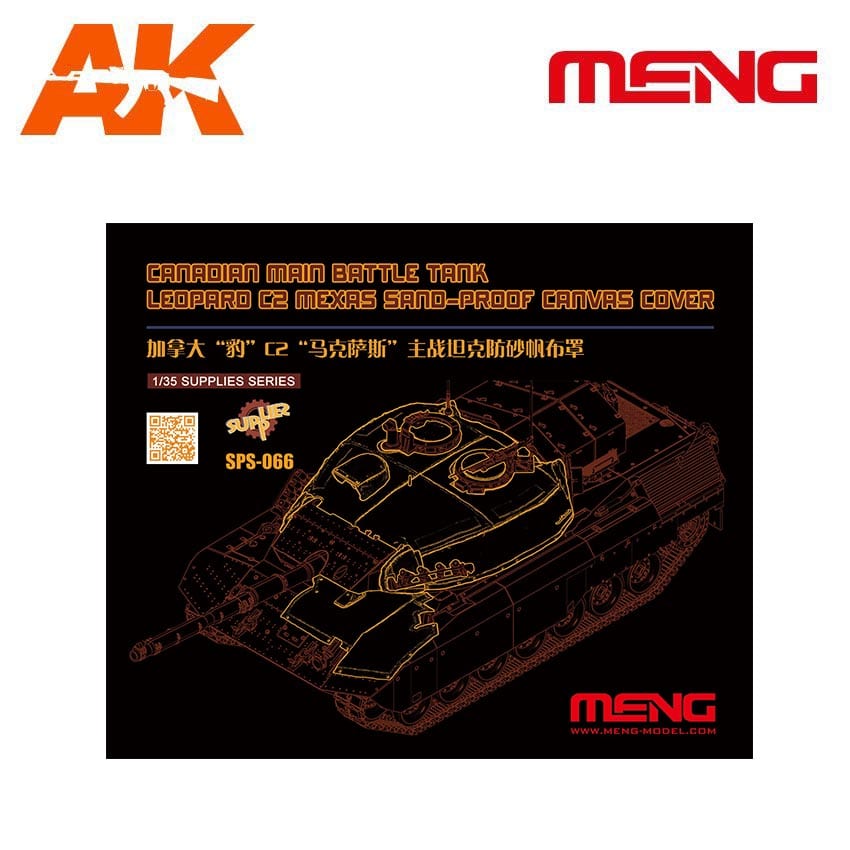 AK
MENG
CANADIAN MAIN BATTLE TANK
LEOPARD C2 MEXAS SAND-PROOF CANVAS COVER
加拿大“豹”C2“马克萨斯”主战坦克防砂帆布罩
1/35 SUPPLIES SERIES
SUPPLIES
SPS-066
MENG
WWW.MENG-MODEL.COM